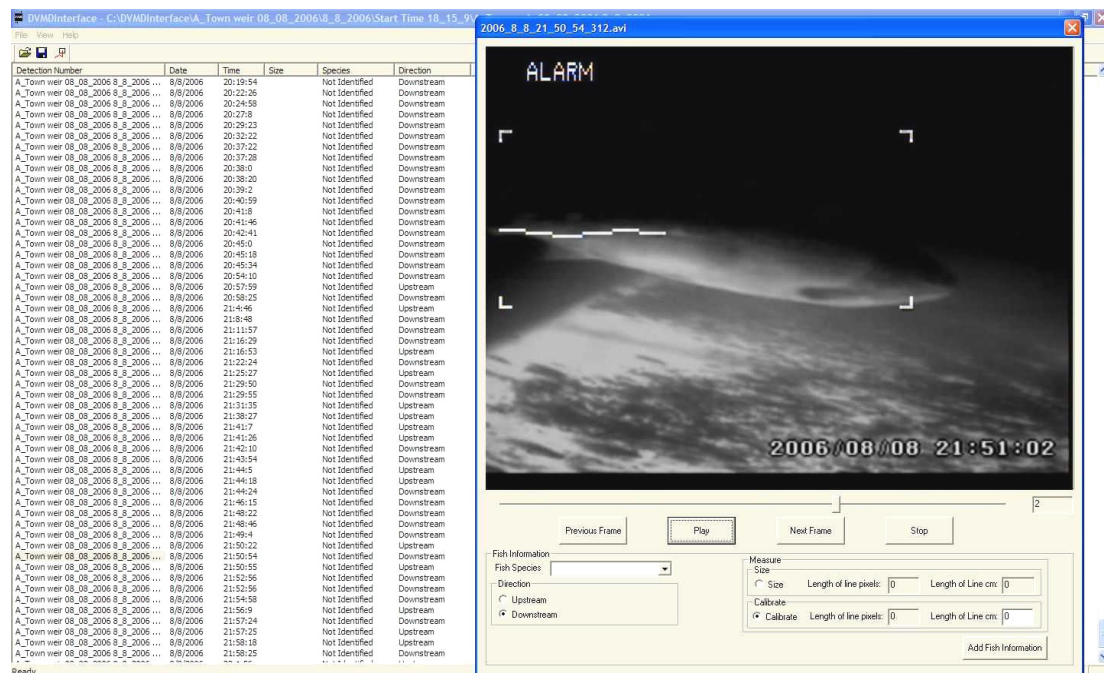 DVMDInterface - C:\DVMDInterface\A_Town weir 08_08_2006\8_8_2006\Start Time 18_15_9\
File View Help
Detection Number Date Time Size Species Direction
A_Town weir 08_08_2006 8_8_2006 ... 8/8/2006 20:19:54 Not Identified Downstream
A_Town weir 08_08_2006 8_8_2006 ... 8/8/2006 20:22:26 Not Identified Downstream
A_Town weir 08_08_2006 8_8_2006 ... 8/8/2006 20:24:58 Not Identified Downstream
A_Town weir 08_08_2006 8_8_2006 ... 8/8/2006 20:27:8 Not Identified Downstream
A_Town weir 08_08_2006 8_8_2006 ... 8/8/2006 20:29:23 Not Identified Downstream
A_Town weir 08_08_2006 8_8_2006 ... 8/8/2006 20:32:22 Not Identified Downstream
A_Town weir 08_08_2006 8_8_2006 ... 8/8/2006 20:37:22 Not Identified Downstream
A_Town weir 08_08_2006 8_8_2006 ... 8/8/2006 20:37:28 Not Identified Downstream
A_Town weir 08_08_2006 8_8_2006 ... 8/8/2006 20:38:0 Not Identified Downstream
A_Town weir 08_08_2006 8_8_2006 ... 8/8/2006 20:38:20 Not Identified Downstream
A_Town weir 08_08_2006 8_8_2006 ... 8/8/2006 20:39:2 Not Identified Downstream
A_Town weir 08_08_2006 8_8_2006 ... 8/8/2006 20:40:59 Not Identified Downstream
A_Town weir 08_08_2006 8_8_2006 ... 8/8/2006 20:41:8 Not Identified Downstream
A_Town weir 08_08_2006 8_8_2006 ... 8/8/2006 20:41:46 Not Identified Downstream
A_Town weir 08_08_2006 8_8_2006 ... 8/8/2006 20:42:41 Not Identified Downstream
A_Town weir 08_08_2006 8_8_2006 ... 8/8/2006 20:45:0 Not Identified Downstream
A_Town weir 08_08_2006 8_8_2006 ... 8/8/2006 20:45:18 Not Identified Downstream
A_Town weir 08_08_2006 8_8_2006 ... 8/8/2006 20:45:34 Not Identified Downstream
A_Town weir 08_08_2006 8_8_2006 ... 8/8/2006 20:54:10 Not Identified Downstream
A_Town weir 08_08_2006 8_8_2006 ... 8/8/2006 20:57:59 Not Identified Upstream
A_Town weir 08_08_2006 8_8_2006 ... 8/8/2006 20:58:25 Not Identified Downstream
A_Town weir 08_08_2006 8_8_2006 ... 8/8/2006 21:4:46 Not Identified Upstream
A_Town weir 08_08_2006 8_8_2006 ... 8/8/2006 21:8:48 Not Identified Downstream
A_Town weir 08_08_2006 8_8_2006 ... 8/8/2006 21:11:57 Not Identified Downstream
A_Town weir 08_08_2006 8_8_2006 ... 8/8/2006 21:16:29 Not Identified Downstream
A_Town weir 08_08_2006 8_8_2006 ... 8/8/2006 21:16:53 Not Identified Upstream
A_Town weir 08_08_2006 8_8_2006 ... 8/8/2006 21:22:24 Not Identified Downstream
A_Town weir 08_08_2006 8_8_2006 ... 8/8/2006 21:25:27 Not Identified Upstream
A_Town weir 08_08_2006 8_8_2006 ... 8/8/2006 21:29:50 Not Identified Downstream
A_Town weir 08_08_2006 8_8_2006 ... 8/8/2006 21:29:55 Not Identified Downstream
A_Town weir 08_08_2006 8_8_2006 ... 8/8/2006 21:31:35 Not Identified Upstream
A_Town weir 08_08_2006 8_8_2006 ... 8/8/2006 21:38:27 Not Identified Upstream
A_Town weir 08_08_2006 8_8_2006 ... 8/8/2006 21:41:7 Not Identified Upstream
A_Town weir 08_08_2006 8_8_2006 ... 8/8/2006 21:41:26 Not Identified Upstream
A_Town weir 08_08_2006 8_8_2006 ... 8/8/2006 21:42:10 Not Identified Downstream
A_Town weir 08_08_2006 8_8_2006 ... 8/8/2006 21:43:54 Not Identified Downstream
A_Town weir 08_08_2006 8_8_2006 ... 8/8/2006 21:44:5 Not Identified Upstream
A_Town weir 08_08_2006 8_8_2006 ... 8/8/2006 21:44:18 Not Identified Upstream
A_Town weir 08_08_2006 8_8_2006 ... 8/8/2006 21:44:24 Not Identified Downstream
A_Town weir 08_08_2006 8_8_2006 ... 8/8/2006 21:46:15 Not Identified Downstream
A_Town weir 08_08_2006 8_8_2006 ... 8/8/2006 21:48:22 Not Identified Downstream
A_Town weir 08_08_2006 8_8_2006 ... 8/8/2006 21:48:46 Not Identified Downstream
A_Town weir 08_08_2006 8_8_2006 ... 8/8/2006 21:49:4 Not Identified Downstream
A_Town weir 08_08_2006 8_8_2006 ... 8/8/2006 21:50:22 Not Identified Upstream
A_Town weir 08_08_2006 8_8_2006 ... 8/8/2006 21:50:54 Not Identified Downstream
A_Town weir 08_08_2006 8_8_2006 ... 8/8/2006 21:50:55 Not Identified Upstream
A_Town weir 08_08_2006 8_8_2006 ... 8/8/2006 21:52:56 Not Identified Downstream
A_Town weir 08_08_2006 8_8_2006 ... 8/8/2006 21:52:56 Not Identified Downstream
A_Town weir 08_08_2006 8_8_2006 ... 8/8/2006 21:54:58 Not Identified Downstream
A_Town weir 08_08_2006 8_8_2006 ... 8/8/2006 21:56:9 Not Identified Upstream
A_Town weir 08_08_2006 8_8_2006 ... 8/8/2006 21:57:24 Not Identified Downstream
A_Town weir 08_08_2006 8_8_2006 ... 8/8/2006 21:57:25 Not Identified Upstream
A_Town weir 08_08_2006 8_8_2006 ... 8/8/2006 21:58:18 Not Identified Upstream
A_Town weir 08_08_2006 8_8_2006 ... 8/8/2006 21:58:25 Not Identified Downstream
Ready
2006_8_8_21_50_54_312.avi
ALARM
2006/08/08 21:51:02
2
Previous Frame Play Next Frame Stop
Fish Information
Fish Species
Direction
Upstream
Downstream
Measure
Size
Size Length of line pixels: 0 Length of Line cm: 0
Calibrate
Calibrate Length of line pixels: 0 Length of Line cm: 0
Add Fish Information